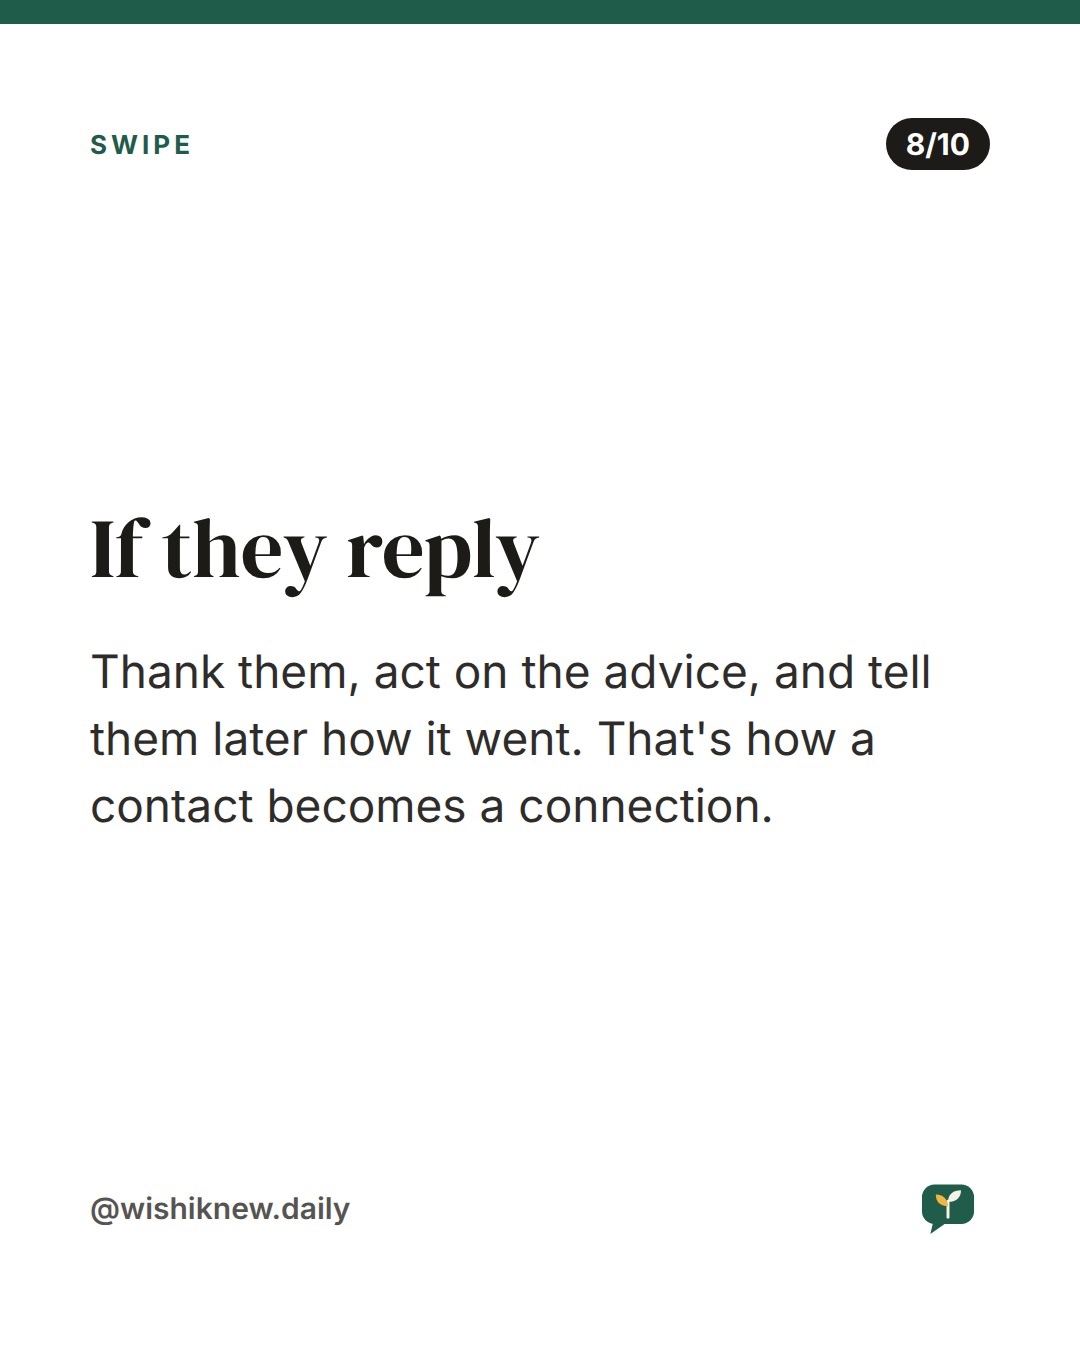 SWIPE
8/10
If they reply
Thank them, act on the advice, and tell
them later how it went. That's how a
contact becomes a connection.
@wishiknew.daily